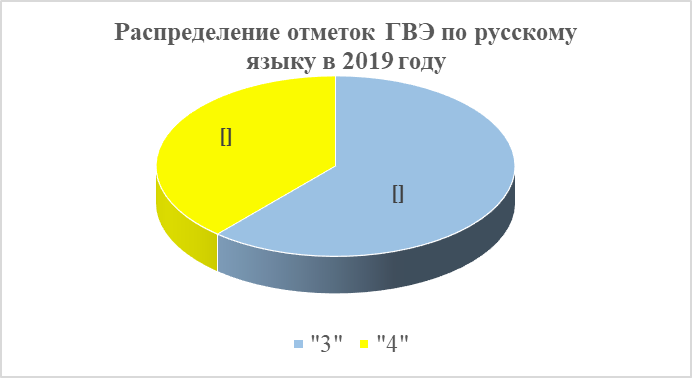 Распределение отметок ГВЭ по русскому
языку в 2019 году
[]
[]
"3" "4"